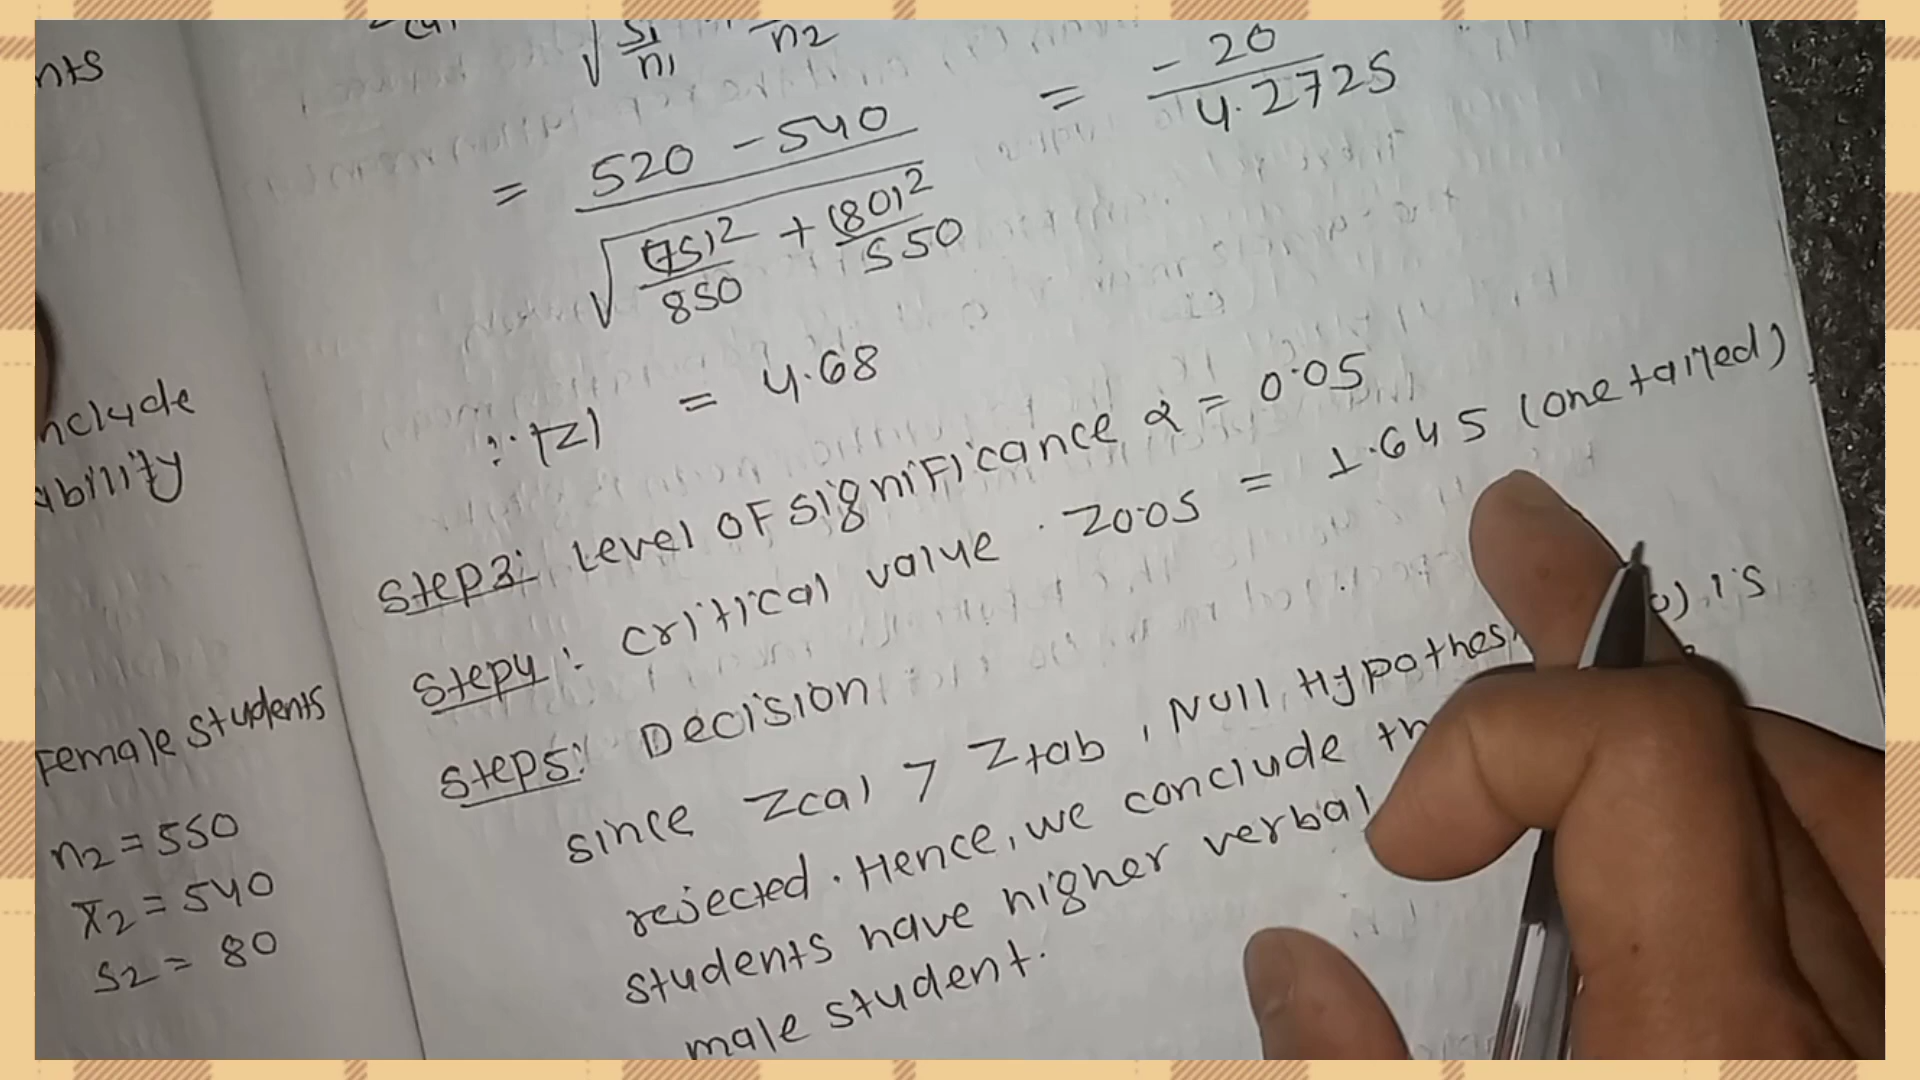 nts
nclude
ability
Female students
n2 = 550
x̄2 = 540
s2 = 80
√ s1/n1 n2
= 520 - 540 / √ (75)² / 850 + (80)² / 550 = - 20 / 4.2725
∴ |Z| = 4.68
Step3: Level of significance α = 0.05
Step4: critical value . Z0.05 = 1.645 (one tailed)
Step5: Decision
since Zcal > Ztab , Null Hypothes o) is
rejected. Hence, we conclude th
students have higher verbal
male student.